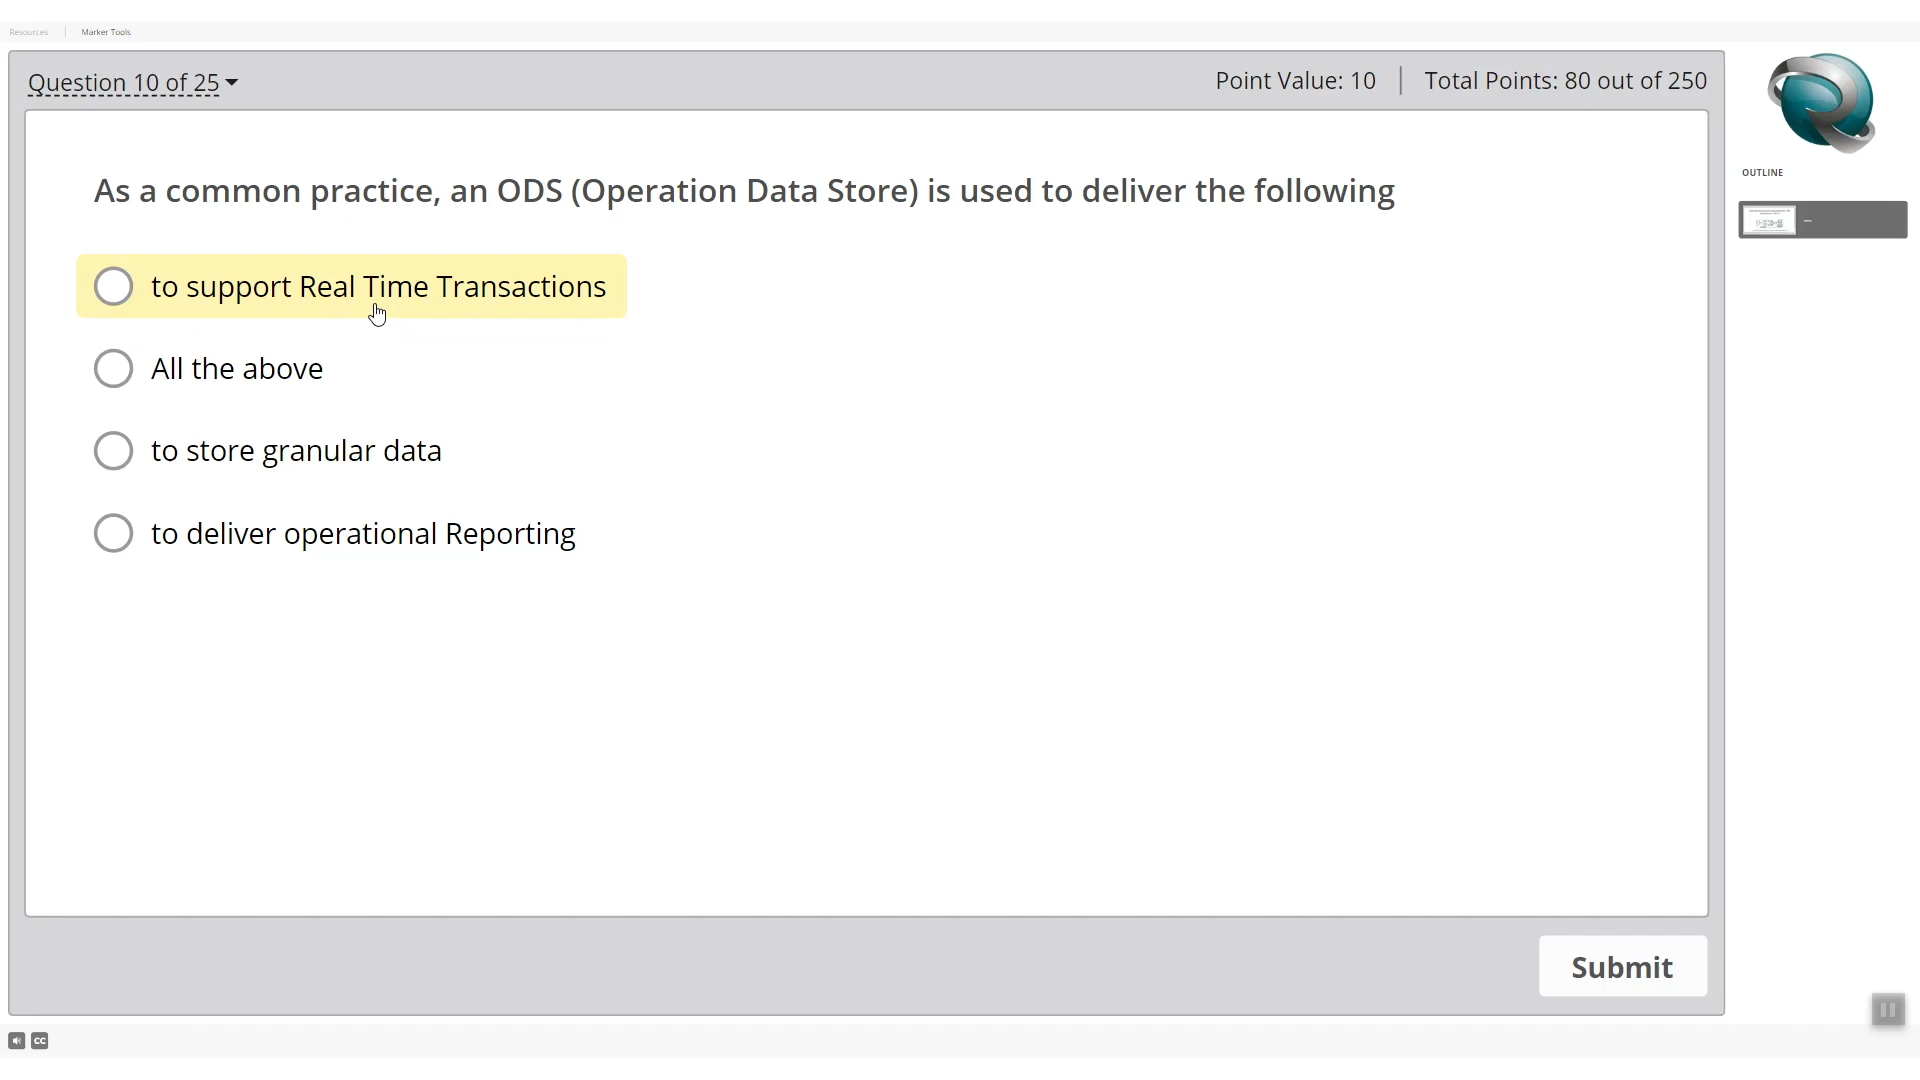 Resources
Marker Tools
Question 10 of 25
Point Value: 10
Total Points: 80 out of 250
As a common practice, an ODS (Operation Data Store) is used to deliver the following
to support Real Time Transactions
All the above
to store granular data
to deliver operational Reporting
Submit
OUTLINE
CC